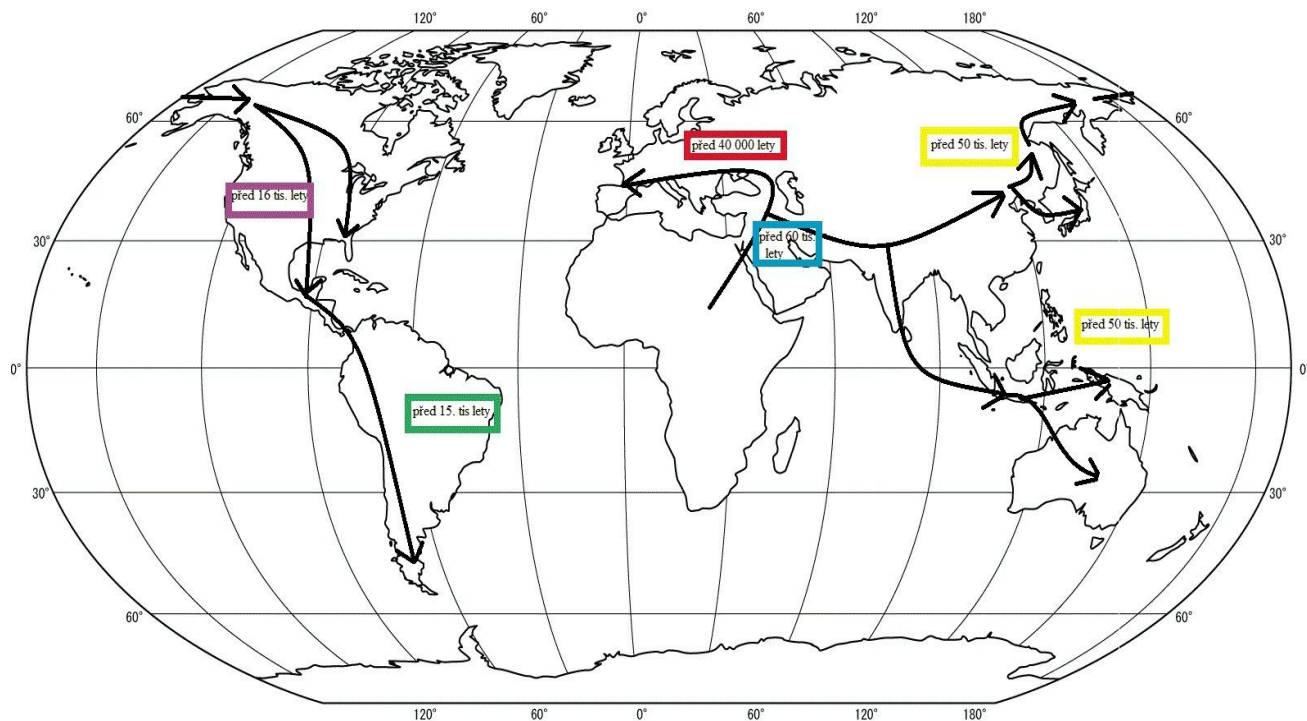 120° 60° 0° 60° 120° 180°
60° 60°
před 40 000 lety
před 50 tis. lety
před 16 tis. lety
30° 30°
před 60 tis.
lety
před 50 tis. lety
0° 0
před 15. tis lety
30° 30°
60° 60°
120° 60° 0° 60° 120° 180°